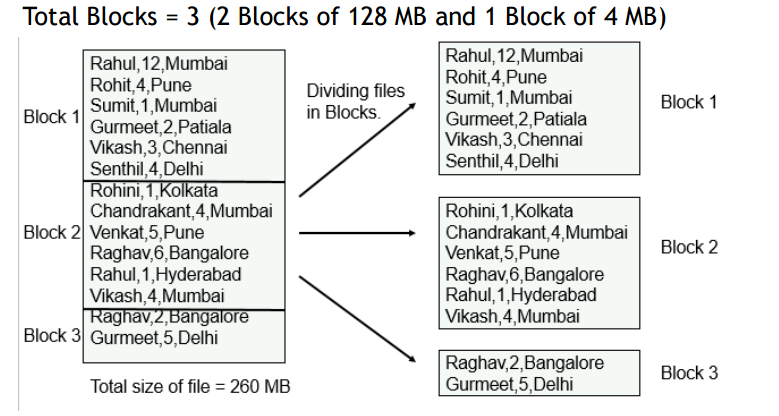 Total Blocks = 3 (2 Blocks of 128 MB and 1 Block of 4 MB)
Block 1
Rahul,12,Mumbai
Rohit,4,Pune
Sumit,1,Mumbai
Gurmeet,2,Patiala
Vikash,3,Chennai
Senthil,4,Delhi
Block 2
Rohini,1,Kolkata
Chandrakant,4,Mumbai
Venkat,5,Pune
Raghav,6,Bangalore
Rahul,1,Hyderabad
Vikash,4,Mumbai
Block 3
Raghav,2,Bangalore
Gurmeet,5,Delhi
Total size of file = 260 MB
Dividing files
in Blocks.
Rahul,12,Mumbai
Rohit,4,Pune
Sumit,1,Mumbai
Gurmeet,2,Patiala
Vikash,3,Chennai
Senthil,4,Delhi
Block 1
Rohini,1,Kolkata
Chandrakant,4,Mumbai
Venkat,5,Pune
Raghav,6,Bangalore
Rahul,1,Hyderabad
Vikash,4,Mumbai
Block 2
Raghav,2,Bangalore
Gurmeet,5,Delhi
Block 3